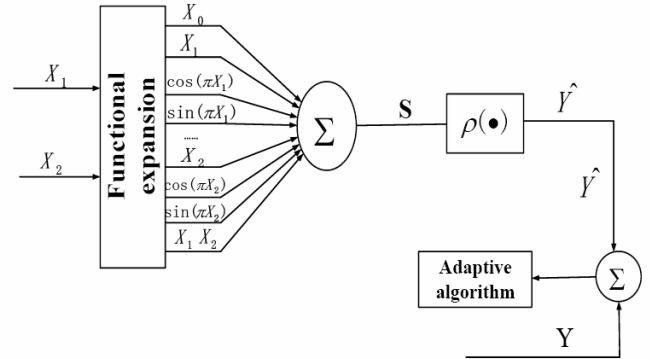 X₁
X₂
Functional
expansion
X₀
X₁
cos(πX₁)
sin(πX₁)
......
X₂
cos(πX₂)
sin(πX₂)
X₁ X₂
Σ
S
ρ(•)
Ŷ
Ŷ
Adaptive
algorithm
Σ
Y